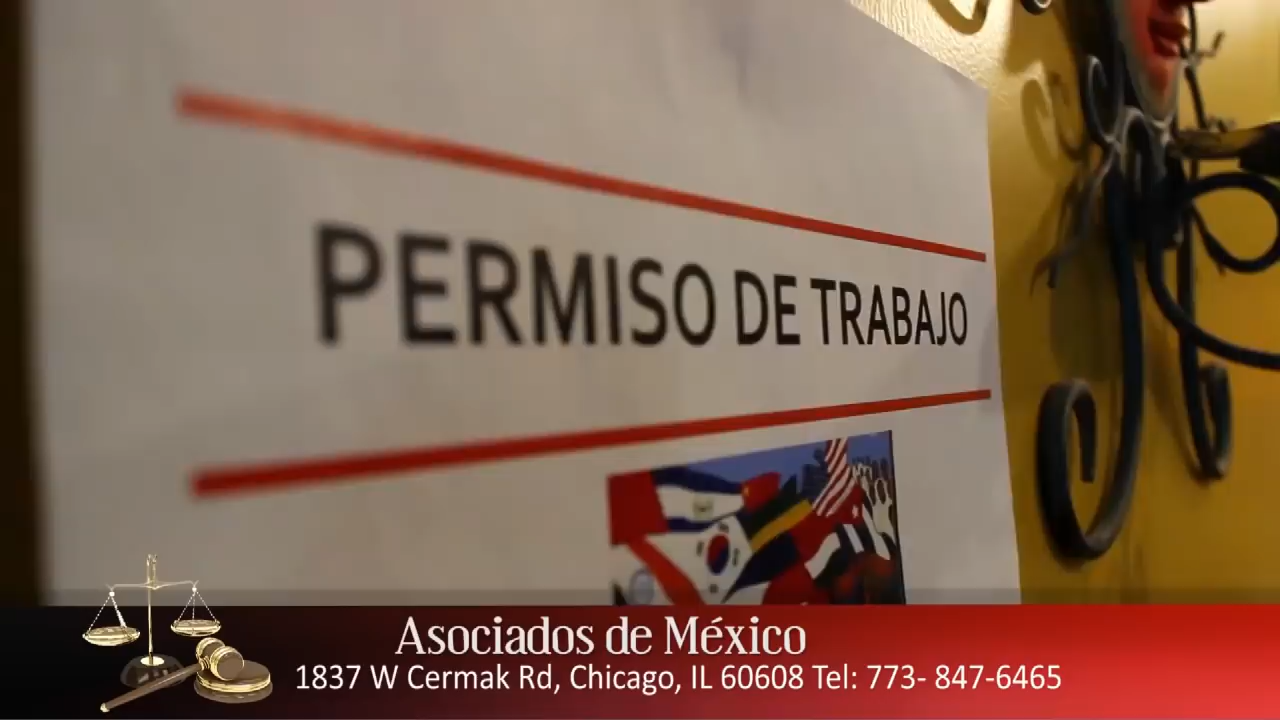 PERMISO DE TRABAJO
Asociados de México
1837 W Cermak Rd, Chicago, IL 60608 Tel: 773- 847-6465